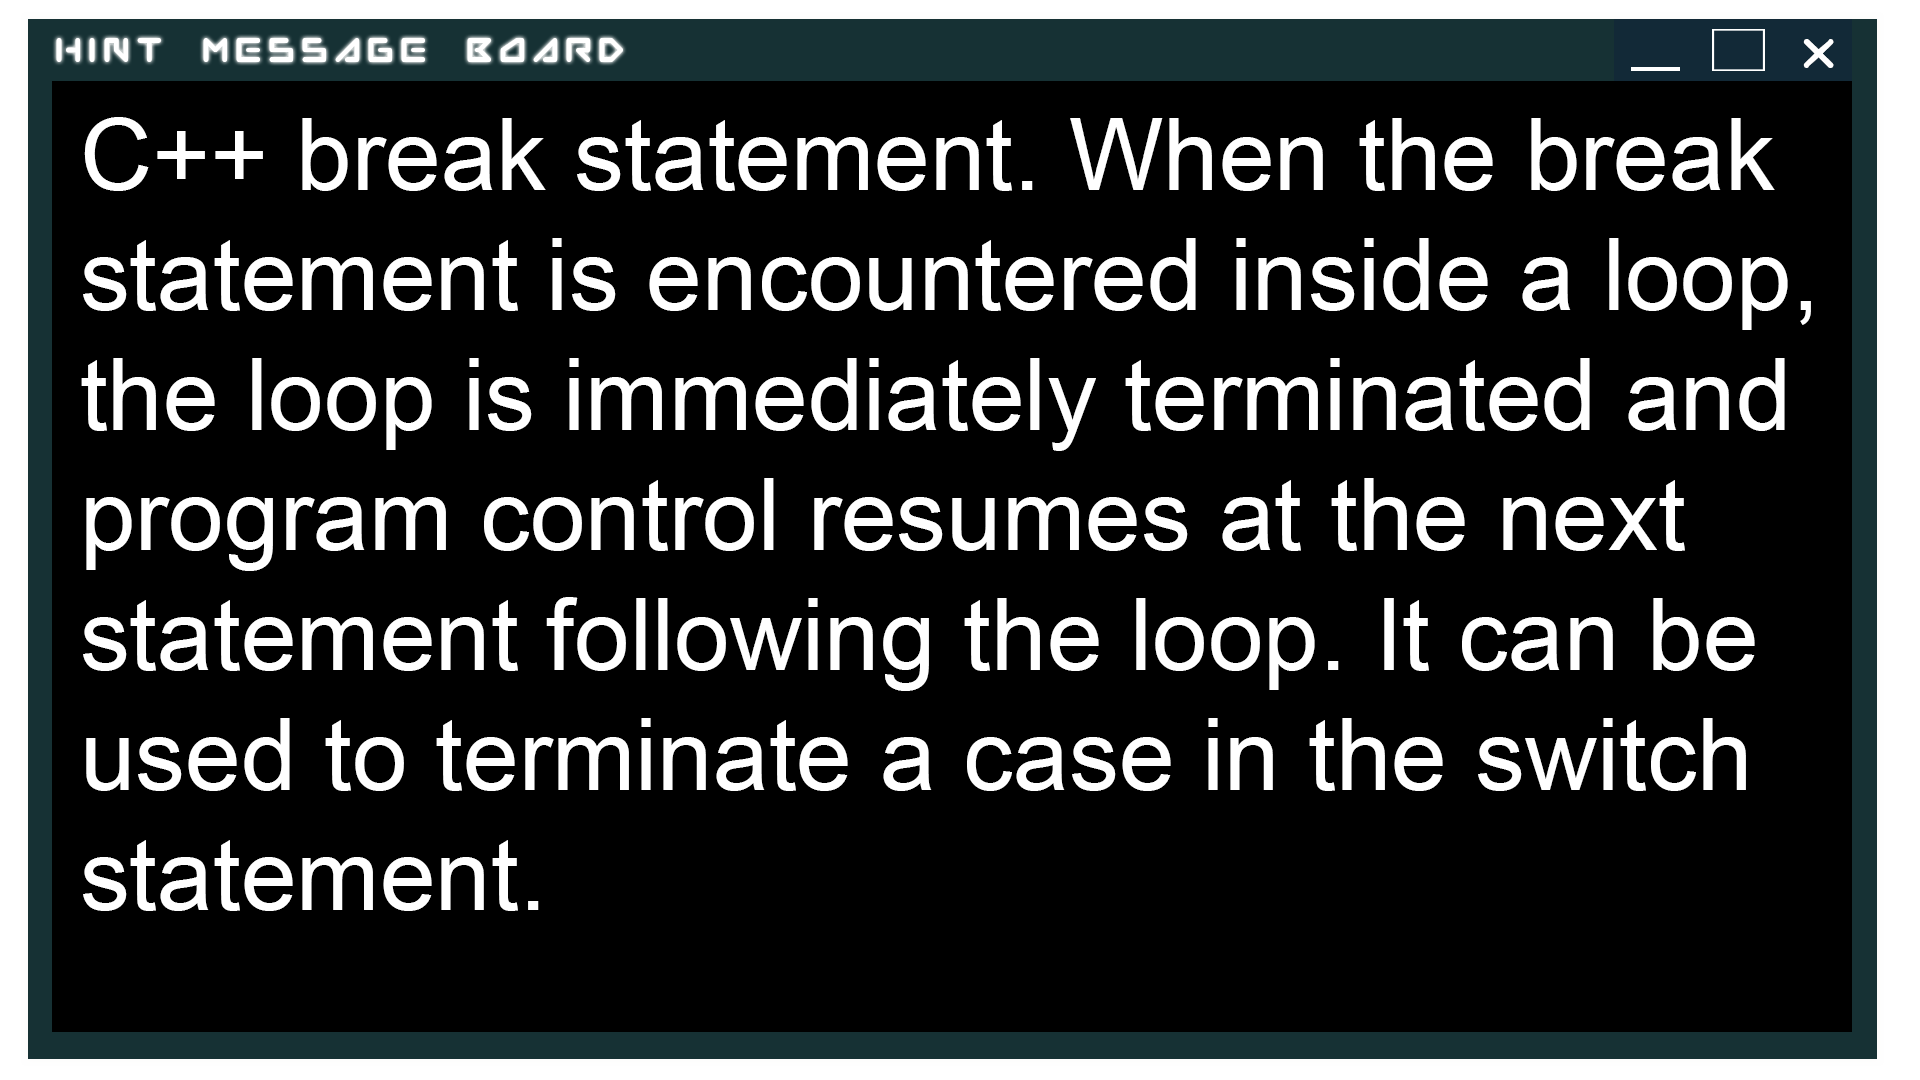 HINT MESSAGE BOARD
C++ break statement. When the break
statement is encountered inside a loop,
the loop is immediately terminated and
program control resumes at the next
statement following the loop. It can be
used to terminate a case in the switch
statement.